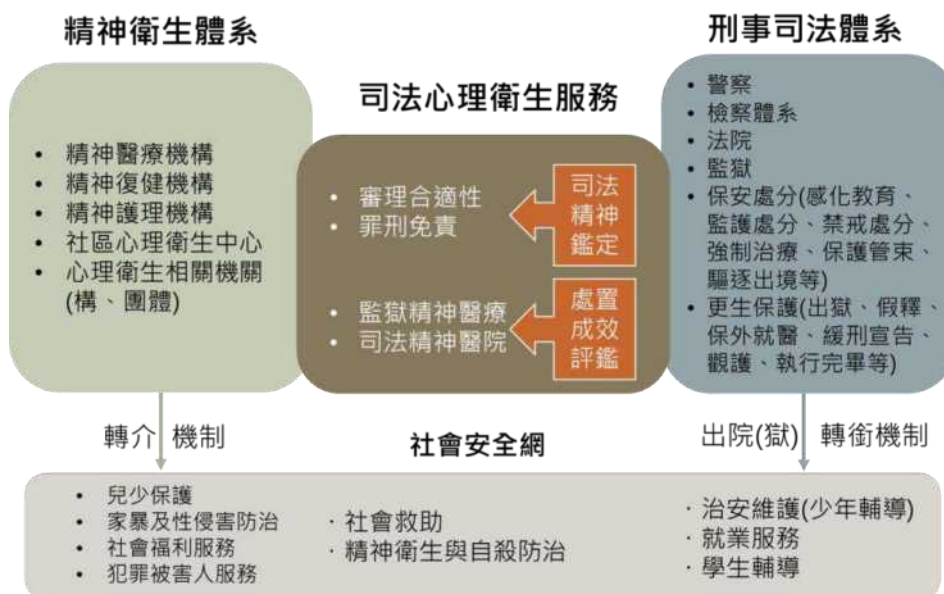 精神衛生體系
• 精神醫療機構
• 精神復健機構
• 精神護理機構
• 社區心理衛生中心
• 心理衛生相關機關
(構、團體)
司法心理衛生服務
• 審理合適性
• 罪刑免責
司法
精神
鑑定
• 監獄精神醫療
• 司法精神醫院
處置
成效
評鑑
刑事司法體系
• 警察
• 檢察體系
• 法院
• 監獄
• 保安處分(感化教育、
監護處分、禁戒處分、
強制治療、保護管束、
驅逐出境等)
• 更生保護(出獄、假釋、
保外就醫、緩刑宣告、
觀護、執行完畢等)
轉介 機制
社會安全網
出院(獄) 轉銜機制
• 兒少保護
• 家暴及性侵害防治
• 社會福利服務
• 犯罪被害人服務
·社會救助
·精神衛生與自殺防治
·治安維護(少年輔導)
·就業服務
·學生輔導